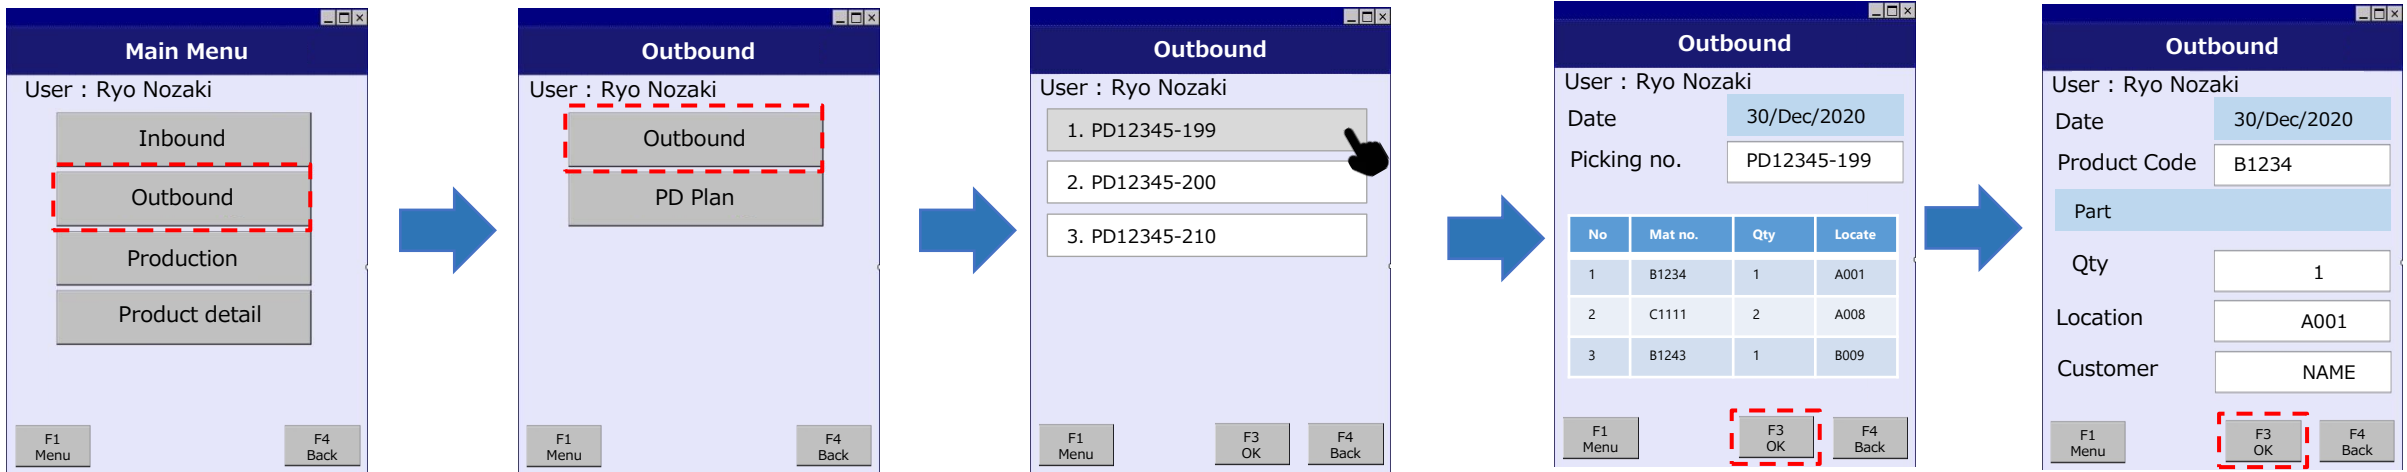 Main Menu
User : Ryo Nozaki
Inbound
Outbound
Production
Product detail
F1
Menu
F4
Back
Outbound
User : Ryo Nozaki
Outbound
PD Plan
F1
Menu
F4
Back
Outbound
User : Ryo Nozaki
1. PD12345-199
2. PD12345-200
3. PD12345-210
F1
Menu
F3
OK
F4
Back
Outbound
User : Ryo Nozaki
Date 30/Dec/2020
Picking no. PD12345-199
No Mat no. Qty Locate
1 B1234 1 A001
2 C1111 2 A008
3 B1243 1 B009
F1
Menu
F3
OK
F4
Back
Outbound
User : Ryo Nozaki
Date 30/Dec/2020
Product Code B1234
Part
Qty 1
Location A001
Customer NAME
F1
Menu
F3
OK
F4
Back